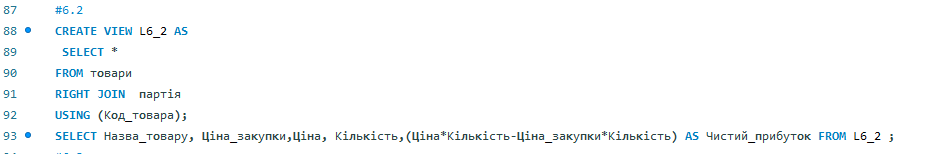 87 #6.2
88 CREATE VIEW L6_2 AS
89 SELECT *
90 FROM товари
91 RIGHT JOIN партія
92 USING (Код_товара);
93 SELECT Назва_товару, Ціна_закупки,Ціна, Кількість,(Ціна*Кількість-Ціна_закупки*Кількість) AS Чистий_прибуток FROM L6_2 ;